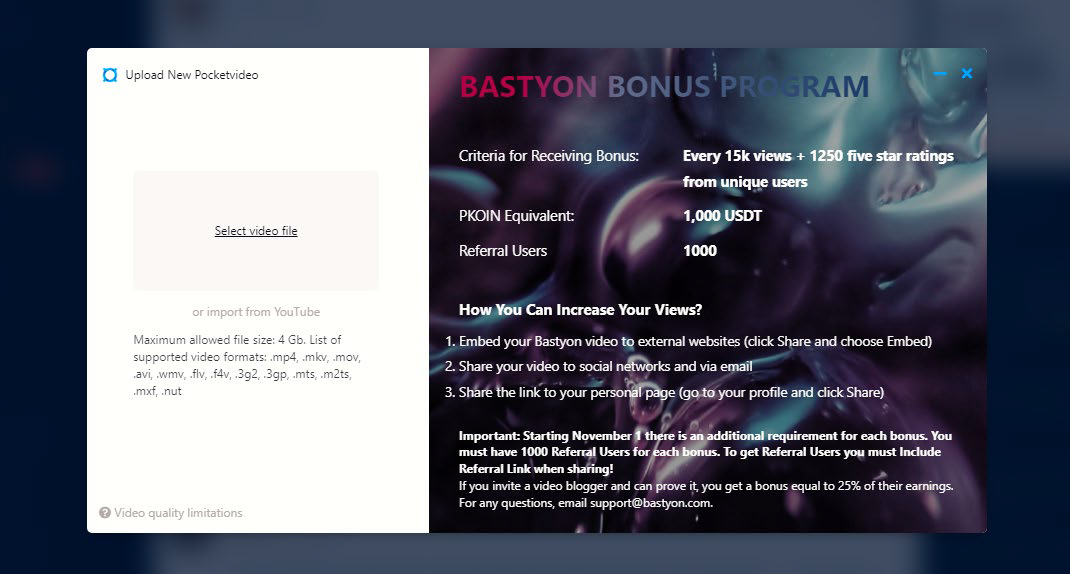 Upload New Pocketvideo
Select video file
or import from YouTube
Maximum allowed file size: 4 Gb. List of
supported video formats: .mp4, .mkv, .mov,
.avi, .wmv, .flv, .f4v, .3g2, .3gp, .mts, .m2ts,
.mxf, .nut
Video quality limitations
BASTYON BONUS PROGRAM
Criteria for Receiving Bonus: Every 15k views + 1250 five star ratings
from unique users
PKOIN Equivalent: 1,000 USDT
Referral Users 1000
How You Can Increase Your Views?
1. Embed your Bastyon video to external websites (click Share and choose Embed)
2. Share your video to social networks and via email
3. Share the link to your personal page (go to your profile and click Share)
Important: Starting November 1 there is an additional requirement for each bonus. You
must have 1000 Referral Users for each bonus. To get Referral Users you must Include
Referral Link when sharing!
If you invite a video blogger and can prove it, you get a bonus equal to 25% of their earnings.
For any questions, email support@bastyon.com.